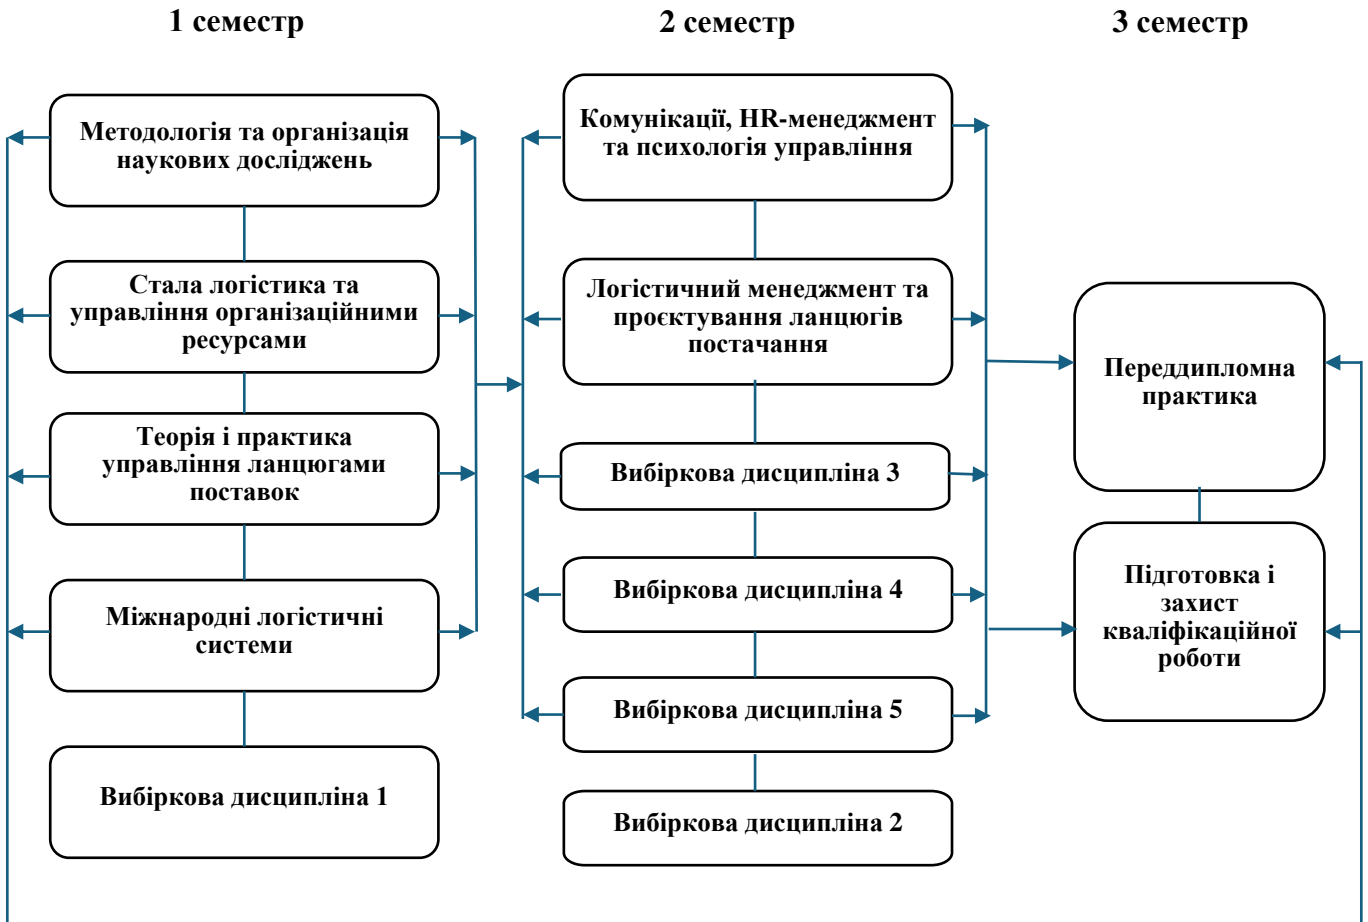 1 семестр
2 семестр
3 семестр
Методологія та організація
наукових досліджень
Стала логістика та
управління організаційними
ресурсами
Теорія і практика
управління ланцюгами
поставок
Міжнародні логістичні
системи
Вибіркова дисципліна 1
Комунікації, HR-менеджмент
та психологія управління
Логістичний менеджмент та
проєктування ланцюгів
постачання
Вибіркова дисципліна 3
Вибіркова дисципліна 4
Вибіркова дисципліна 5
Вибіркова дисципліна 2
Переддипломна
практика
Підготовка і
захист
кваліфікаційної
роботи